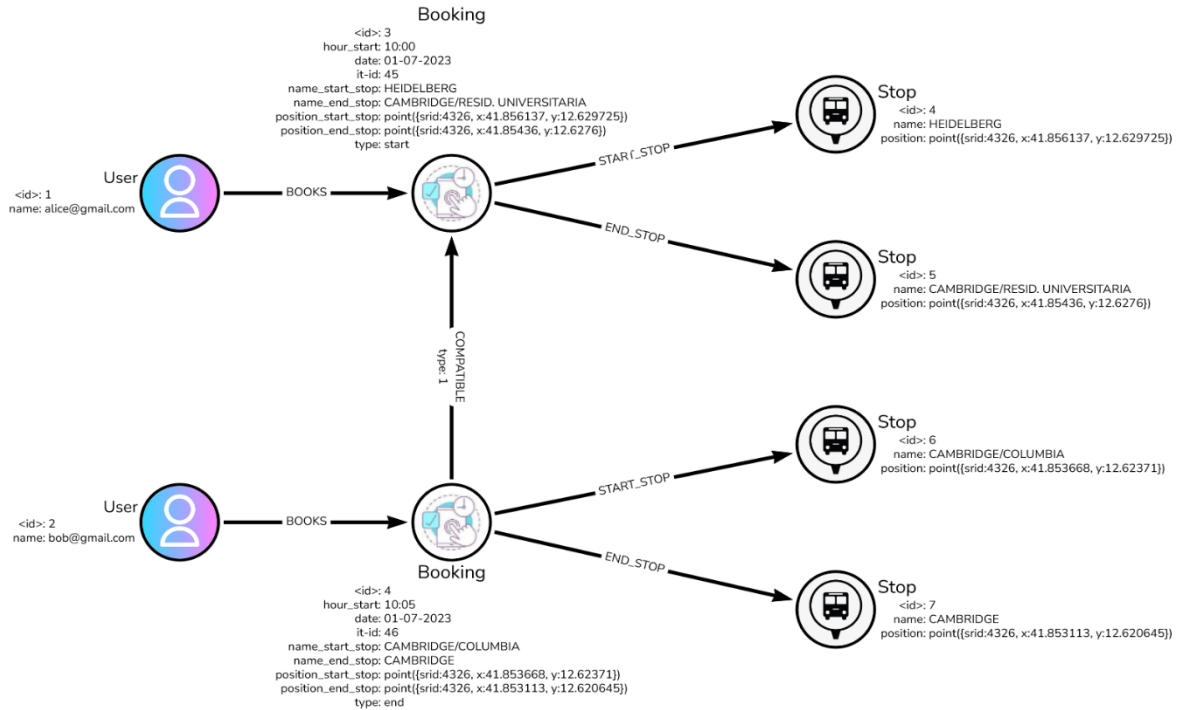 Booking
<id>: 3
hour_start: 10:00
date: 01-07-2023
it-id: 45
name_start_stop: HEIDELBERG
name_end_stop: CAMBRIDGE/RESID. UNIVERSITARIA
position_start_stop: point({srid:4326, x:41.856137, y:12.629725})
position_end_stop: point({srid:4326, x:41.85436, y:12.6276})
type: start
Stop
<id>: 4
name: HEIDELBERG
position: point({srid:4326, x:41.856137, y:12.629725})
START_STOP
User
<id>: 1
name: alice@gmail.com
BOOKS
END_STOP
Stop
<id>: 5
name: CAMBRIDGE/RESID. UNIVERSITARIA
position: point({srid:4326, x:41.85436, y:12.6276})
COMPATIBLE
type: 1
Stop
<id>: 6
name: CAMBRIDGE/COLUMBIA
position: point({srid:4326, x:41.853668, y:12.62371})
START_STOP
User
<id>: 2
name: bob@gmail.com
BOOKS
END_STOP
Booking
<id>: 4
hour_start: 10:05
date: 01-07-2023
it-id: 46
name_start_stop: CAMBRIDGE/COLUMBIA
name_end_stop: CAMBRIDGE
position_start_stop: point({srid:4326, x:41.853668, y:12.62371})
position_end_stop: point({srid:4326, x:41.853113, y:12.620645})
type: end
Stop
<id>: 7
name: CAMBRIDGE
position: point({srid:4326, x:41.853113, y:12.620645})